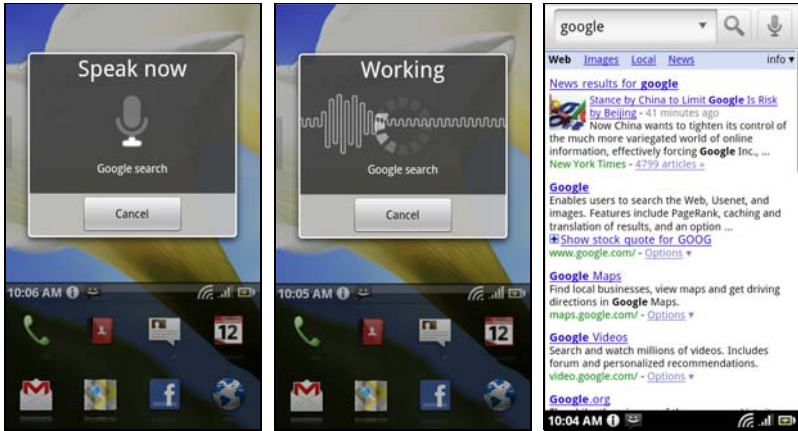 Speak now
Google search
Cancel
10:06 AM
12
Working
Google search
Cancel
10:05 AM
12
google
Web Images Local News info ▾
News results for google
Stance by China to Limit Google Is Risk
by Beijing - 41 minutes ago
Now China wants to tighten its control of
the much more variegated world of online
information, effectively forcing Google Inc., ...
New York Times - 4799 articles »
Google
Enables users to search the Web, Usenet, and
images. Features include PageRank, caching and
translation of results, and an option ...
Show stock quote for GOOG
www.google.com/ - Options ▾
Google Maps
Find local businesses, view maps and get driving
directions in Google Maps.
maps.google.com/ - Options ▾
Google Videos
Search and watch millions of videos. Includes
forum and personalized recommendations.
video.google.com/ - Options ▾
Google.org
10:04 AM